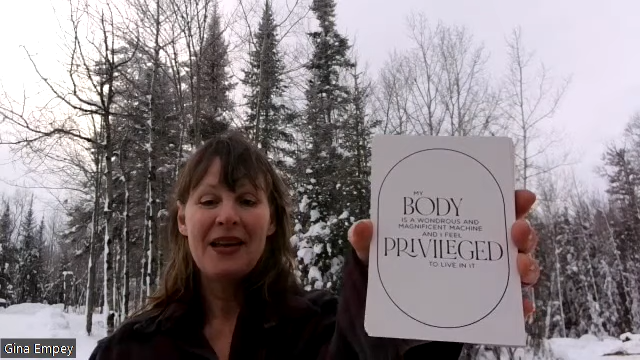 MY
BODY
IS A WONDROUS AND
MAGNIFICENT MACHINE
AND I FEEL
PRIVILEGED
TO LIVE IN IT
Gina Empey